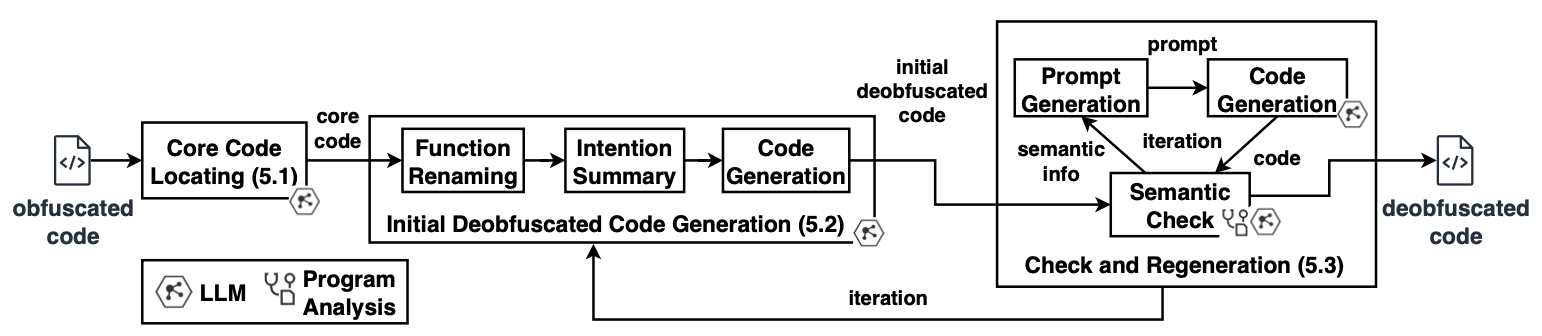 obfuscated
code
Core Code
Locating (5.1)
core
code
Function
Renaming
Intention
Summary
Code
Generation
Initial Deobfuscated Code Generation (5.2)
initial
deobfuscated
code
prompt
Prompt
Generation
Code
Generation
iteration
semantic
info
code
Semantic
Check
Check and Regeneration (5.3)
deobfuscated
code
iteration
LLM
Program
Analysis